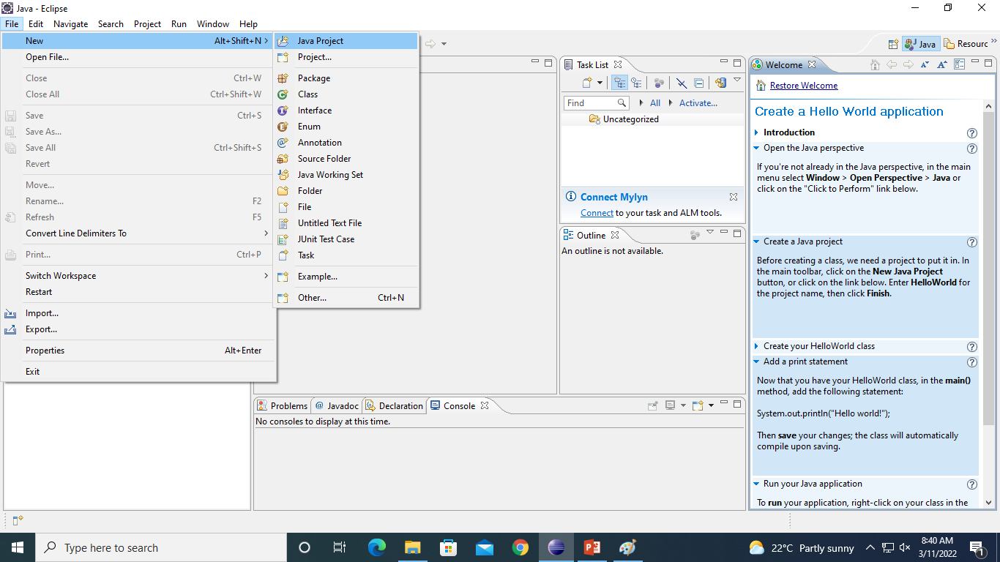 Java - Eclipse
File Edit Navigate Search Project Run Window Help
New Alt+Shift+N
Open File...
Close Ctrl+W
Close All Ctrl+Shift+W
Save Ctrl+S
Save As...
Save All Ctrl+Shift+S
Revert
Move...
Rename... F2
Refresh F5
Convert Line Delimiters To
Print... Ctrl+P
Switch Workspace
Restart
Import...
Export...
Properties Alt+Enter
Exit
Java Project
Project...
Package
Class
Interface
Enum
Annotation
Source Folder
Java Working Set
Folder
File
Untitled Text File
JUnit Test Case
Task
Example...
Other... Ctrl+N
Java Resourc
Task List
Find All Activate...
Uncategorized
Connect Mylyn
Connect to your task and ALM tools.
Outline
An outline is not available.
Problems @ Javadoc Declaration Console
No consoles to display at this time.
Welcome
Restore Welcome
Create a Hello World application
Introduction
Open the Java perspective
If you're not already in the Java perspective, in the main
menu select Window > Open Perspective > Java or
click on the "Click to Perform" link below.
Create a Java project
Before creating a class, we need a project to put it in. In
the main toolbar, click on the New Java Project
button, or click on the link below. Enter HelloWorld for
the project name, then click Finish.
Create your HelloWorld class
Add a print statement
Now that you have your HelloWorld class, in the main()
method, add the following statement:
System.out.println("Hello world!");
Then save your changes; the class will automatically
compile upon saving.
Run your Java application
To run your application, right-click on your class in the
Type here to search
22°C Partly sunny
8:40 AM
3/11/2022
1